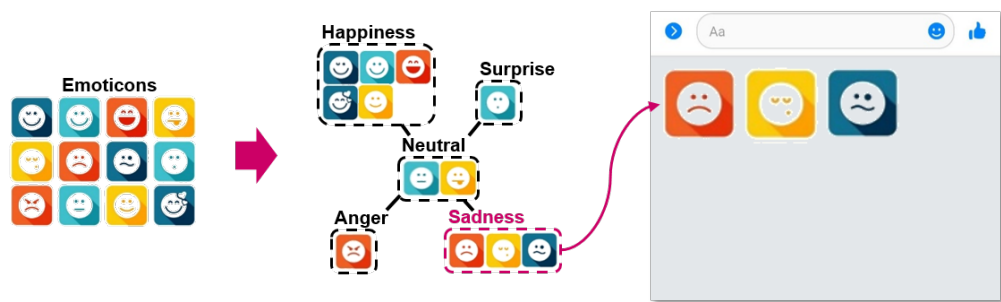 Emoticons
Happiness
Surprise
Neutral
Anger
Sadness
Aa